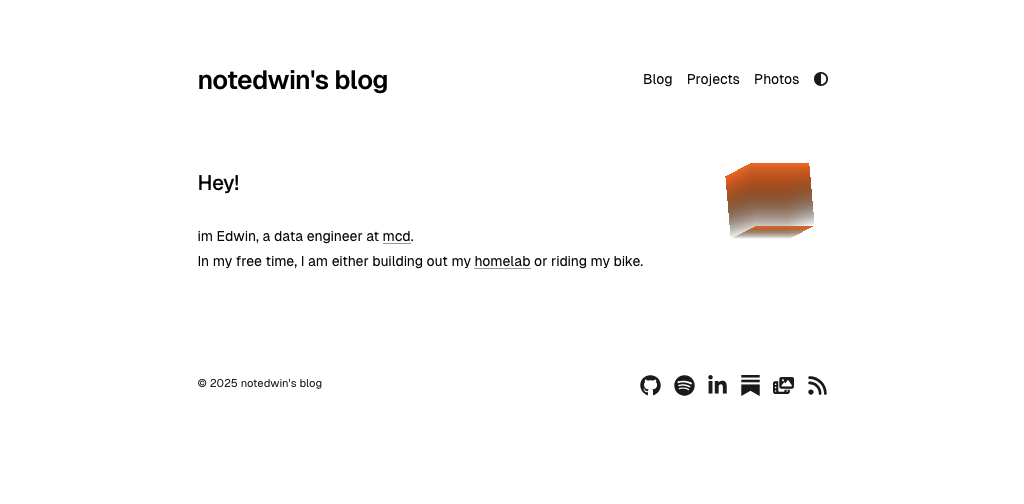 notedwin's blog
Blog Projects Photos
Hey!
im Edwin, a data engineer at mcd.
In my free time, I am either building out my homelab or riding my bike.
© 2025 notedwin's blog